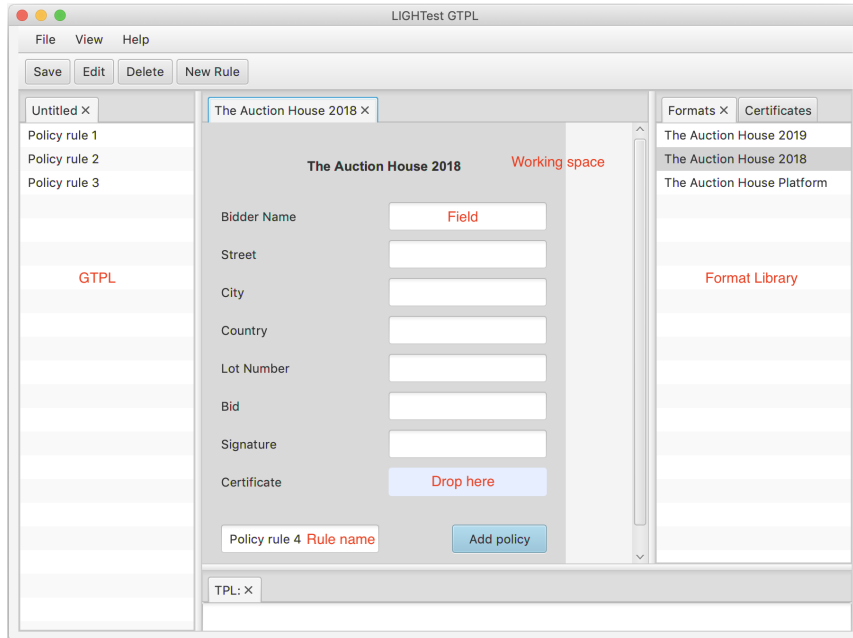 LIGHTest GTPL
File View Help
Save Edit Delete New Rule
Untitled ✕
Policy rule 1
Policy rule 2
Policy rule 3
GTPL
The Auction House 2018 ✕
The Auction House 2018
Working space
Bidder Name Field
Street
City
Country
Lot Number
Bid
Signature
Certificate Drop here
Policy rule 4 Rule name Add policy
Formats ✕ Certificates
The Auction House 2019
The Auction House 2018
The Auction House Platform
Format Library
TPL: ✕